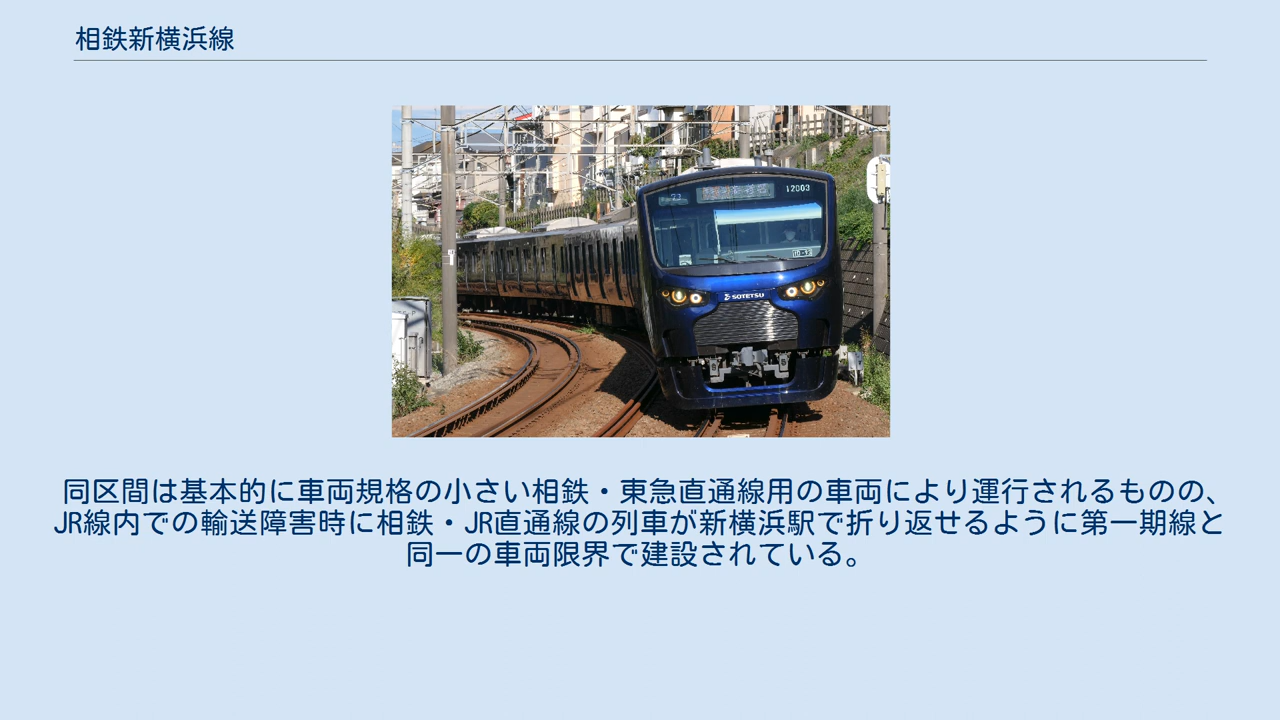 相鉄新横浜線
12003
SOTETSU
同区間は基本的に車両規格の小さい相鉄・東急直通線用の車両により運行されるものの、
JR線内での輸送障害時に相鉄・JR直通線の列車が新横浜駅で折り返せるように第一期線と
同一の車両限界で建設されている。